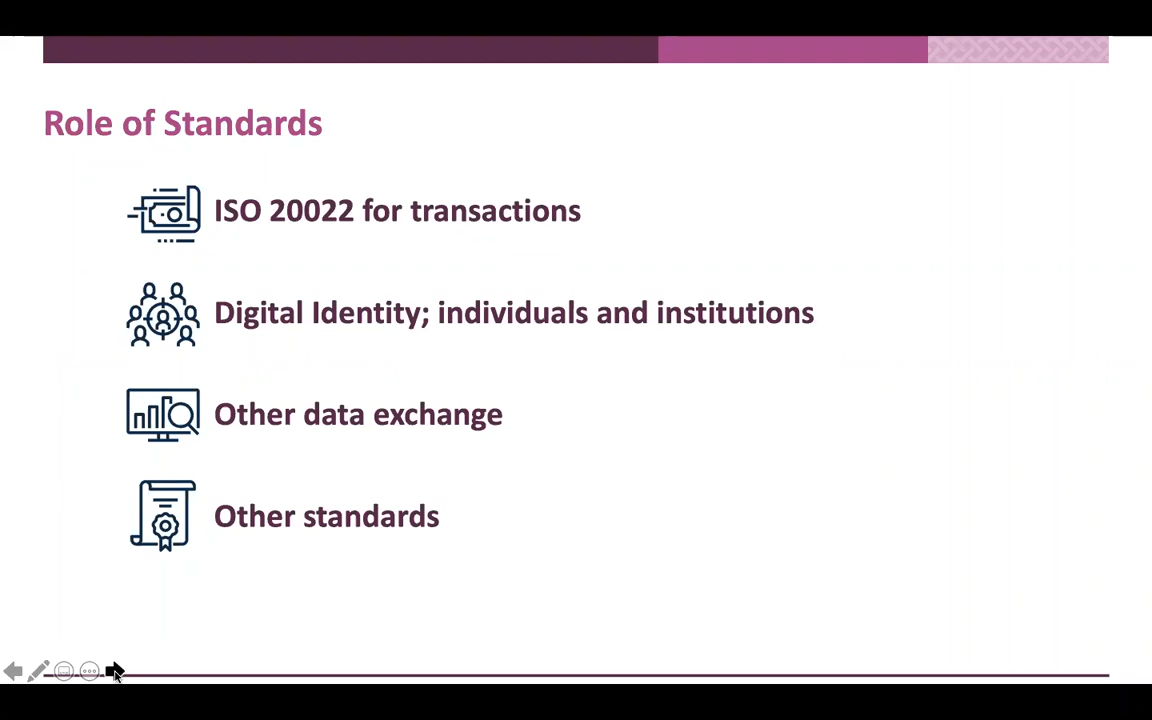 Role of Standards
ISO 20022 for transactions
Digital Identity; individuals and institutions
Other data exchange
Other standards